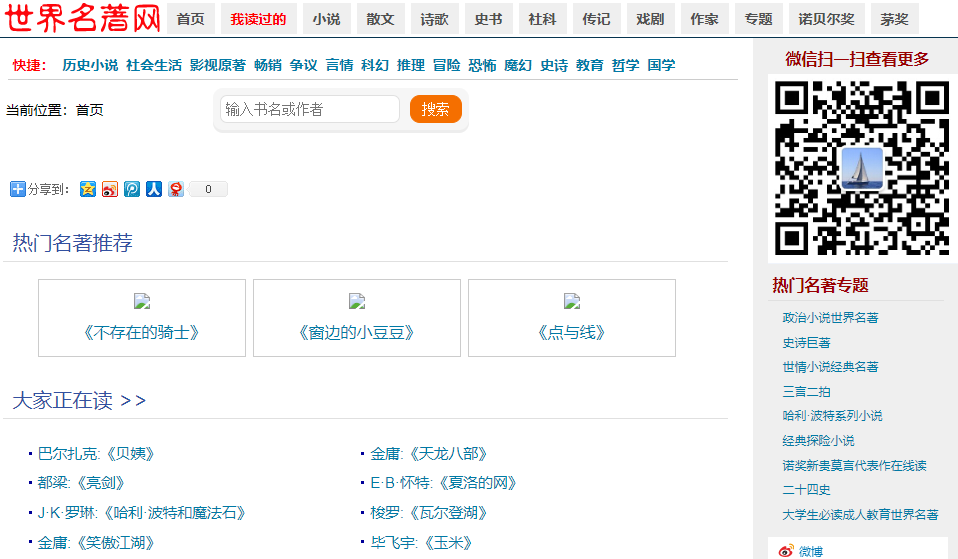 世界名著网 首页 我读过的 小说 散文 诗歌 史书 社科 传记 戏剧 作家 专题 诺贝尔奖 茅奖
快捷： 历史小说 社会生活 影视原著 畅销 争议 言情 科幻 推理 冒险 恐怖 魔幻 史诗 教育 哲学 国学
当前位置：首页
输入书名或作者 搜索
分享到： 0
热门名著推荐
《不存在的骑士》 《窗边的小豆豆》 《点与线》
大家正在读 >>
巴尔扎克:《贝姨》 金庸:《天龙八部》
都梁:《亮剑》 E·B·怀特:《夏洛的网》
J·K·罗琳:《哈利·波特和魔法石》 梭罗:《瓦尔登湖》
金庸:《笑傲江湖》 毕飞宇:《玉米》
微信扫一扫查看更多
热门名著专题
政治小说世界名著
史诗巨著
世情小说经典名著
三言二拍
哈利·波特系列小说
经典探险小说
诺奖新贵莫言代表作在线读
二十四史
大学生必读成人教育世界名著
微博